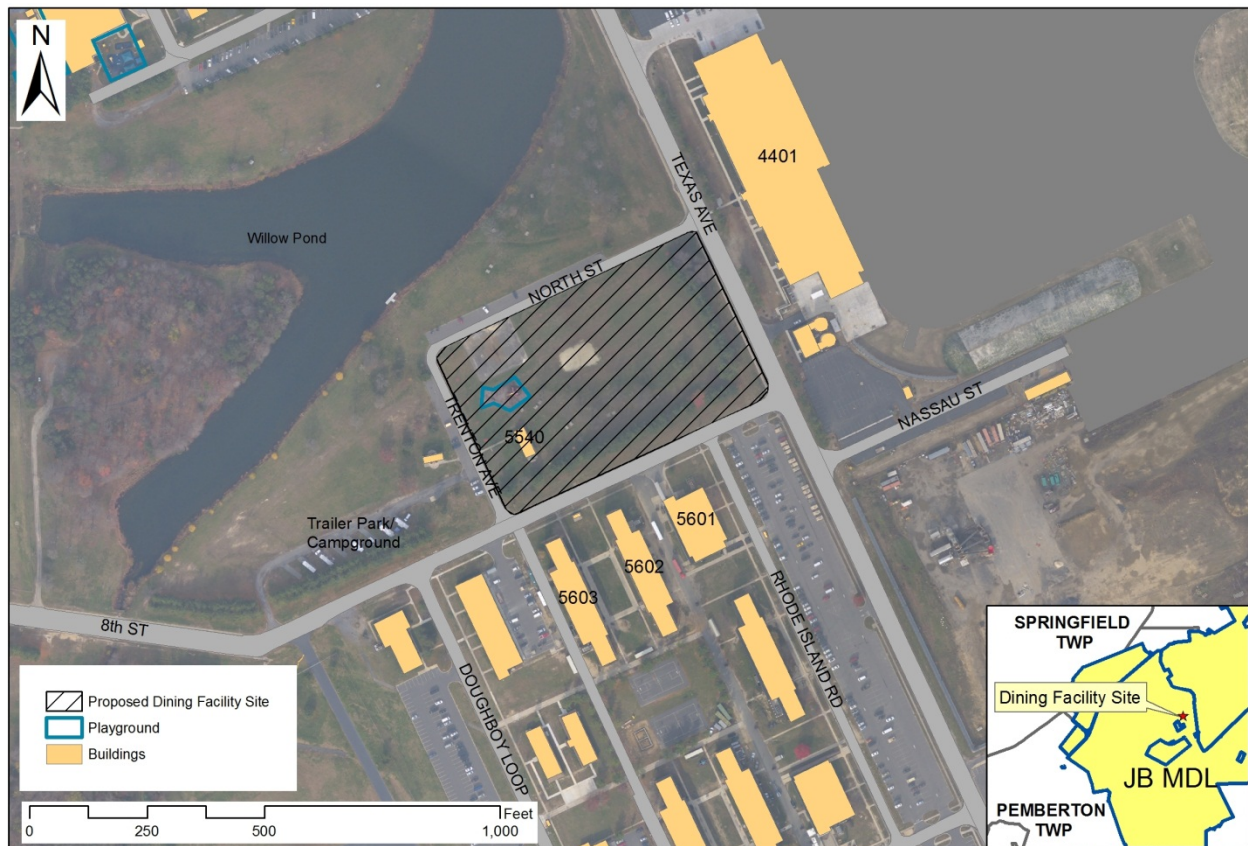 N
4401
TEXAS AVE
Willow Pond
NORTH ST
NASSAU ST
TRENTON AVE
5540
Trailer Park/
Campground
5601
5602
5603
RHODE ISLAND RD
8th ST
DOUGHBOY LOOP
Proposed Dining Facility Site
Playground
Buildings
Feet
0 250 500 1,000
SPRINGFIELD
TWP
Dining Facility Site
JB MDL
PEMBERTON
TWP